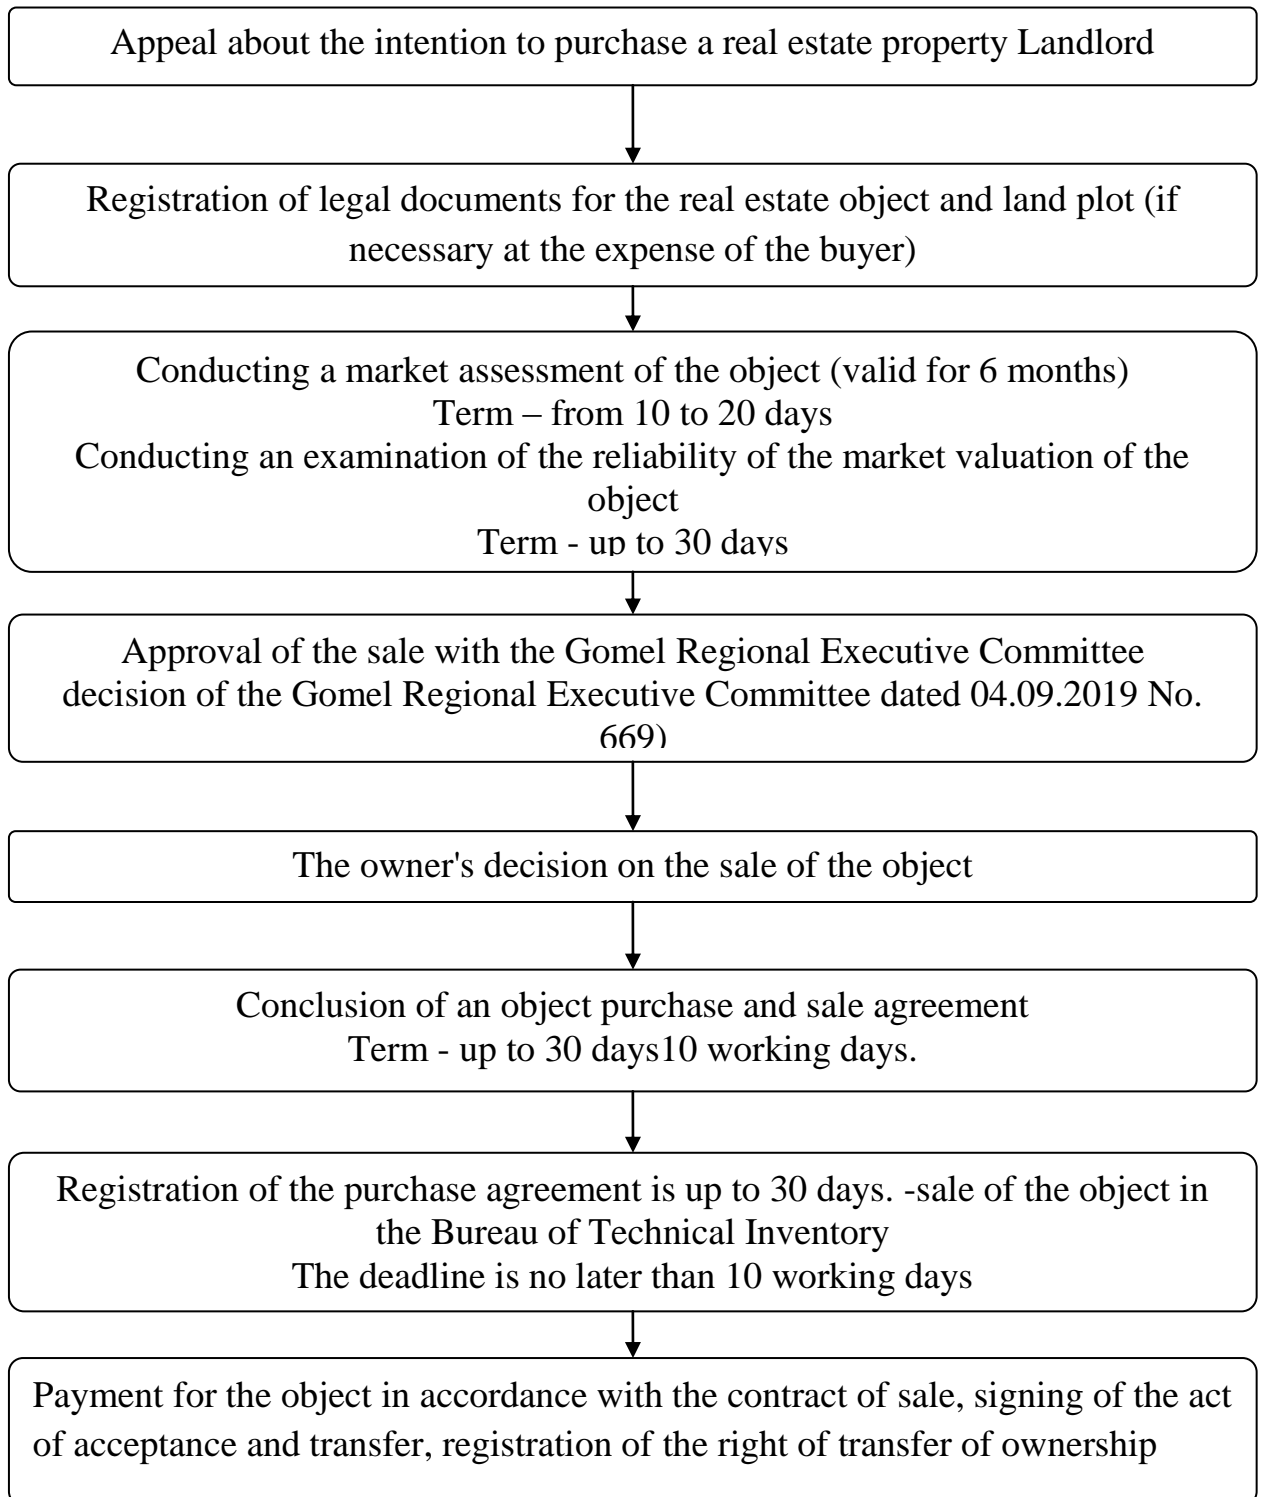 Appeal about the intention to purchase a real estate property Landlord
Registration of legal documents for the real estate object and land plot (if
necessary at the expense of the buyer)
Conducting a market assessment of the object (valid for 6 months)
Term – from 10 to 20 days
Conducting an examination of the reliability of the market valuation of the
object
Term - up to 30 days
Approval of the sale with the Gomel Regional Executive Committee
decision of the Gomel Regional Executive Committee dated 04.09.2019 No.
669)
The owner's decision on the sale of the object
Conclusion of an object purchase and sale agreement
Term - up to 30 days10 working days.
Registration of the purchase agreement is up to 30 days. -sale of the object in
the Bureau of Technical Inventory
The deadline is no later than 10 working days
Payment for the object in accordance with the contract of sale, signing of the act
of acceptance and transfer, registration of the right of transfer of ownership